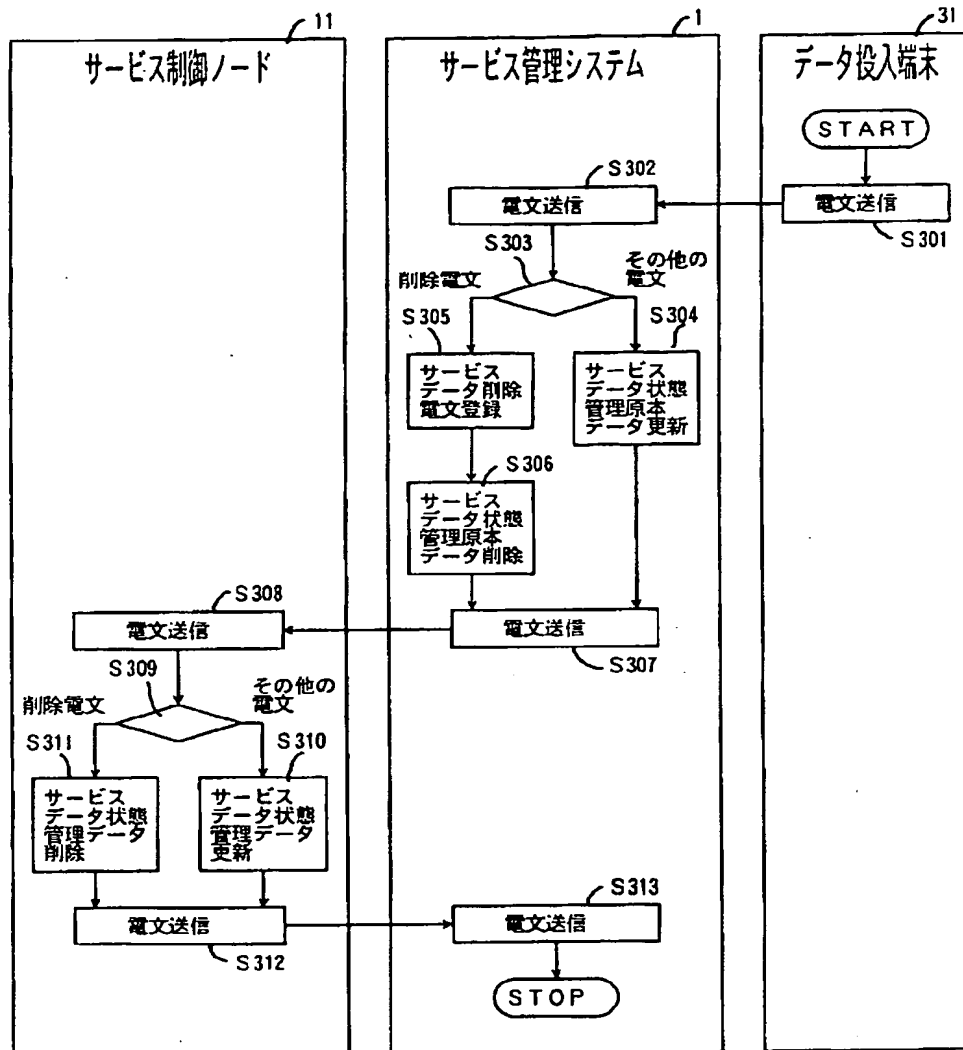 11
サービス制御ノード
1
サービス管理システム
31
データ投入端末
START
電文送信
S301
S302
電文送信
S303
削除電文
その他の
電文
S305
サービス
データ削除
電文登録
S304
サービス
データ状態
管理原本
データ更新
S306
サービス
データ状態
管理原本
データ削除
電文送信
S307
S308
電文送信
S309
削除電文
その他の
電文
S311
サービス
データ状態
管理データ
削除
S310
サービス
データ状態
管理データ
更新
電文送信
S312
S313
電文送信
STOP